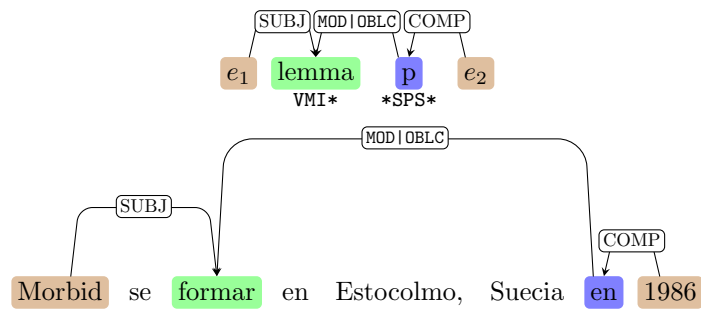 SUBJ MOD|OBLC COMP
e₁ lemma p e₂
VMI* *SPS*
MOD|OBLC
SUBJ
COMP
Morbid se formar en Estocolmo, Suecia en 1986